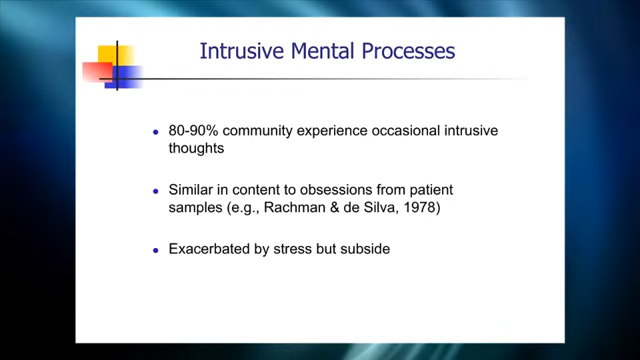 Intrusive Mental Processes
80-90% community experience occasional intrusive
thoughts
Similar in content to obsessions from patient
samples (e.g., Rachman & de Silva, 1978)
Exacerbated by stress but subside